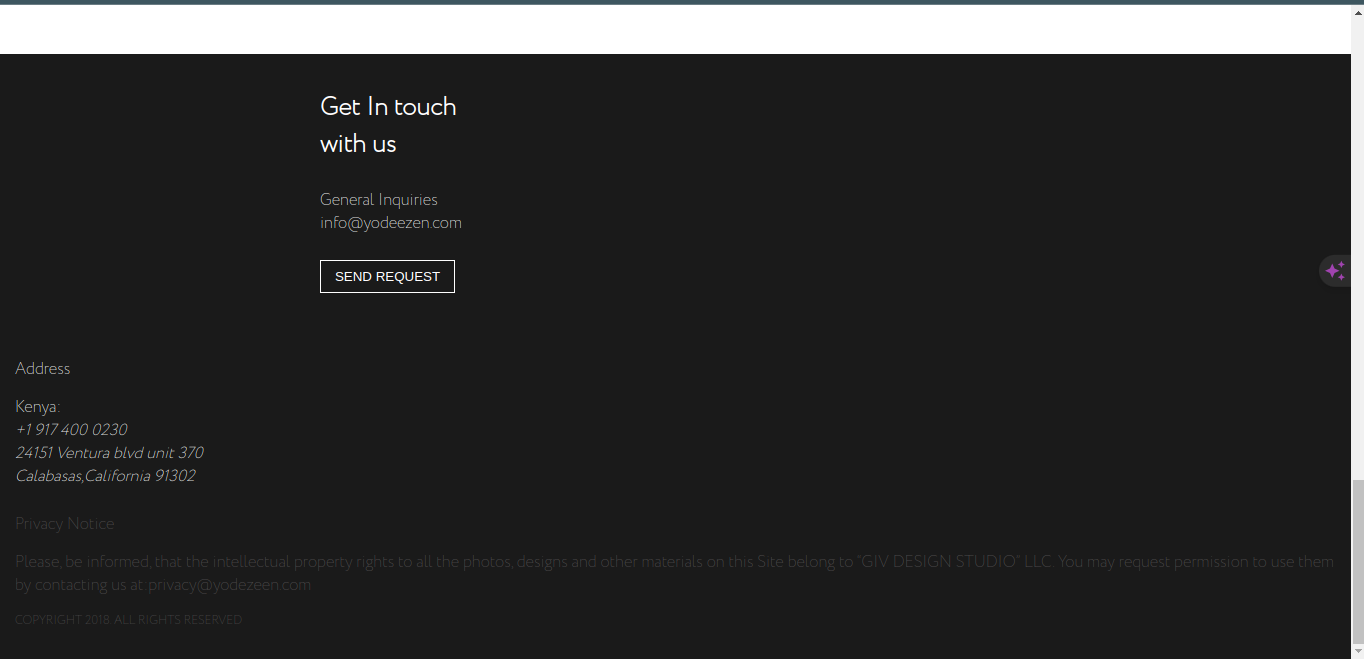 Get In touch
with us
General Inquiries
info@yodeezen.com
SEND REQUEST
Address
Kenya:
+1 917 400 0230
24151 Ventura blvd unit 370
Calabasas,California 91302
Privacy Notice
Please, be informed, that the intellectual property rights to all the photos, designs and other materials on this Site belong to "GIV DESIGN STUDIO" LLC. You may request permission to use them
by contacting us at: privacy@yodezeen.com
COPYRIGHT 2018. ALL RIGHTS RESERVED